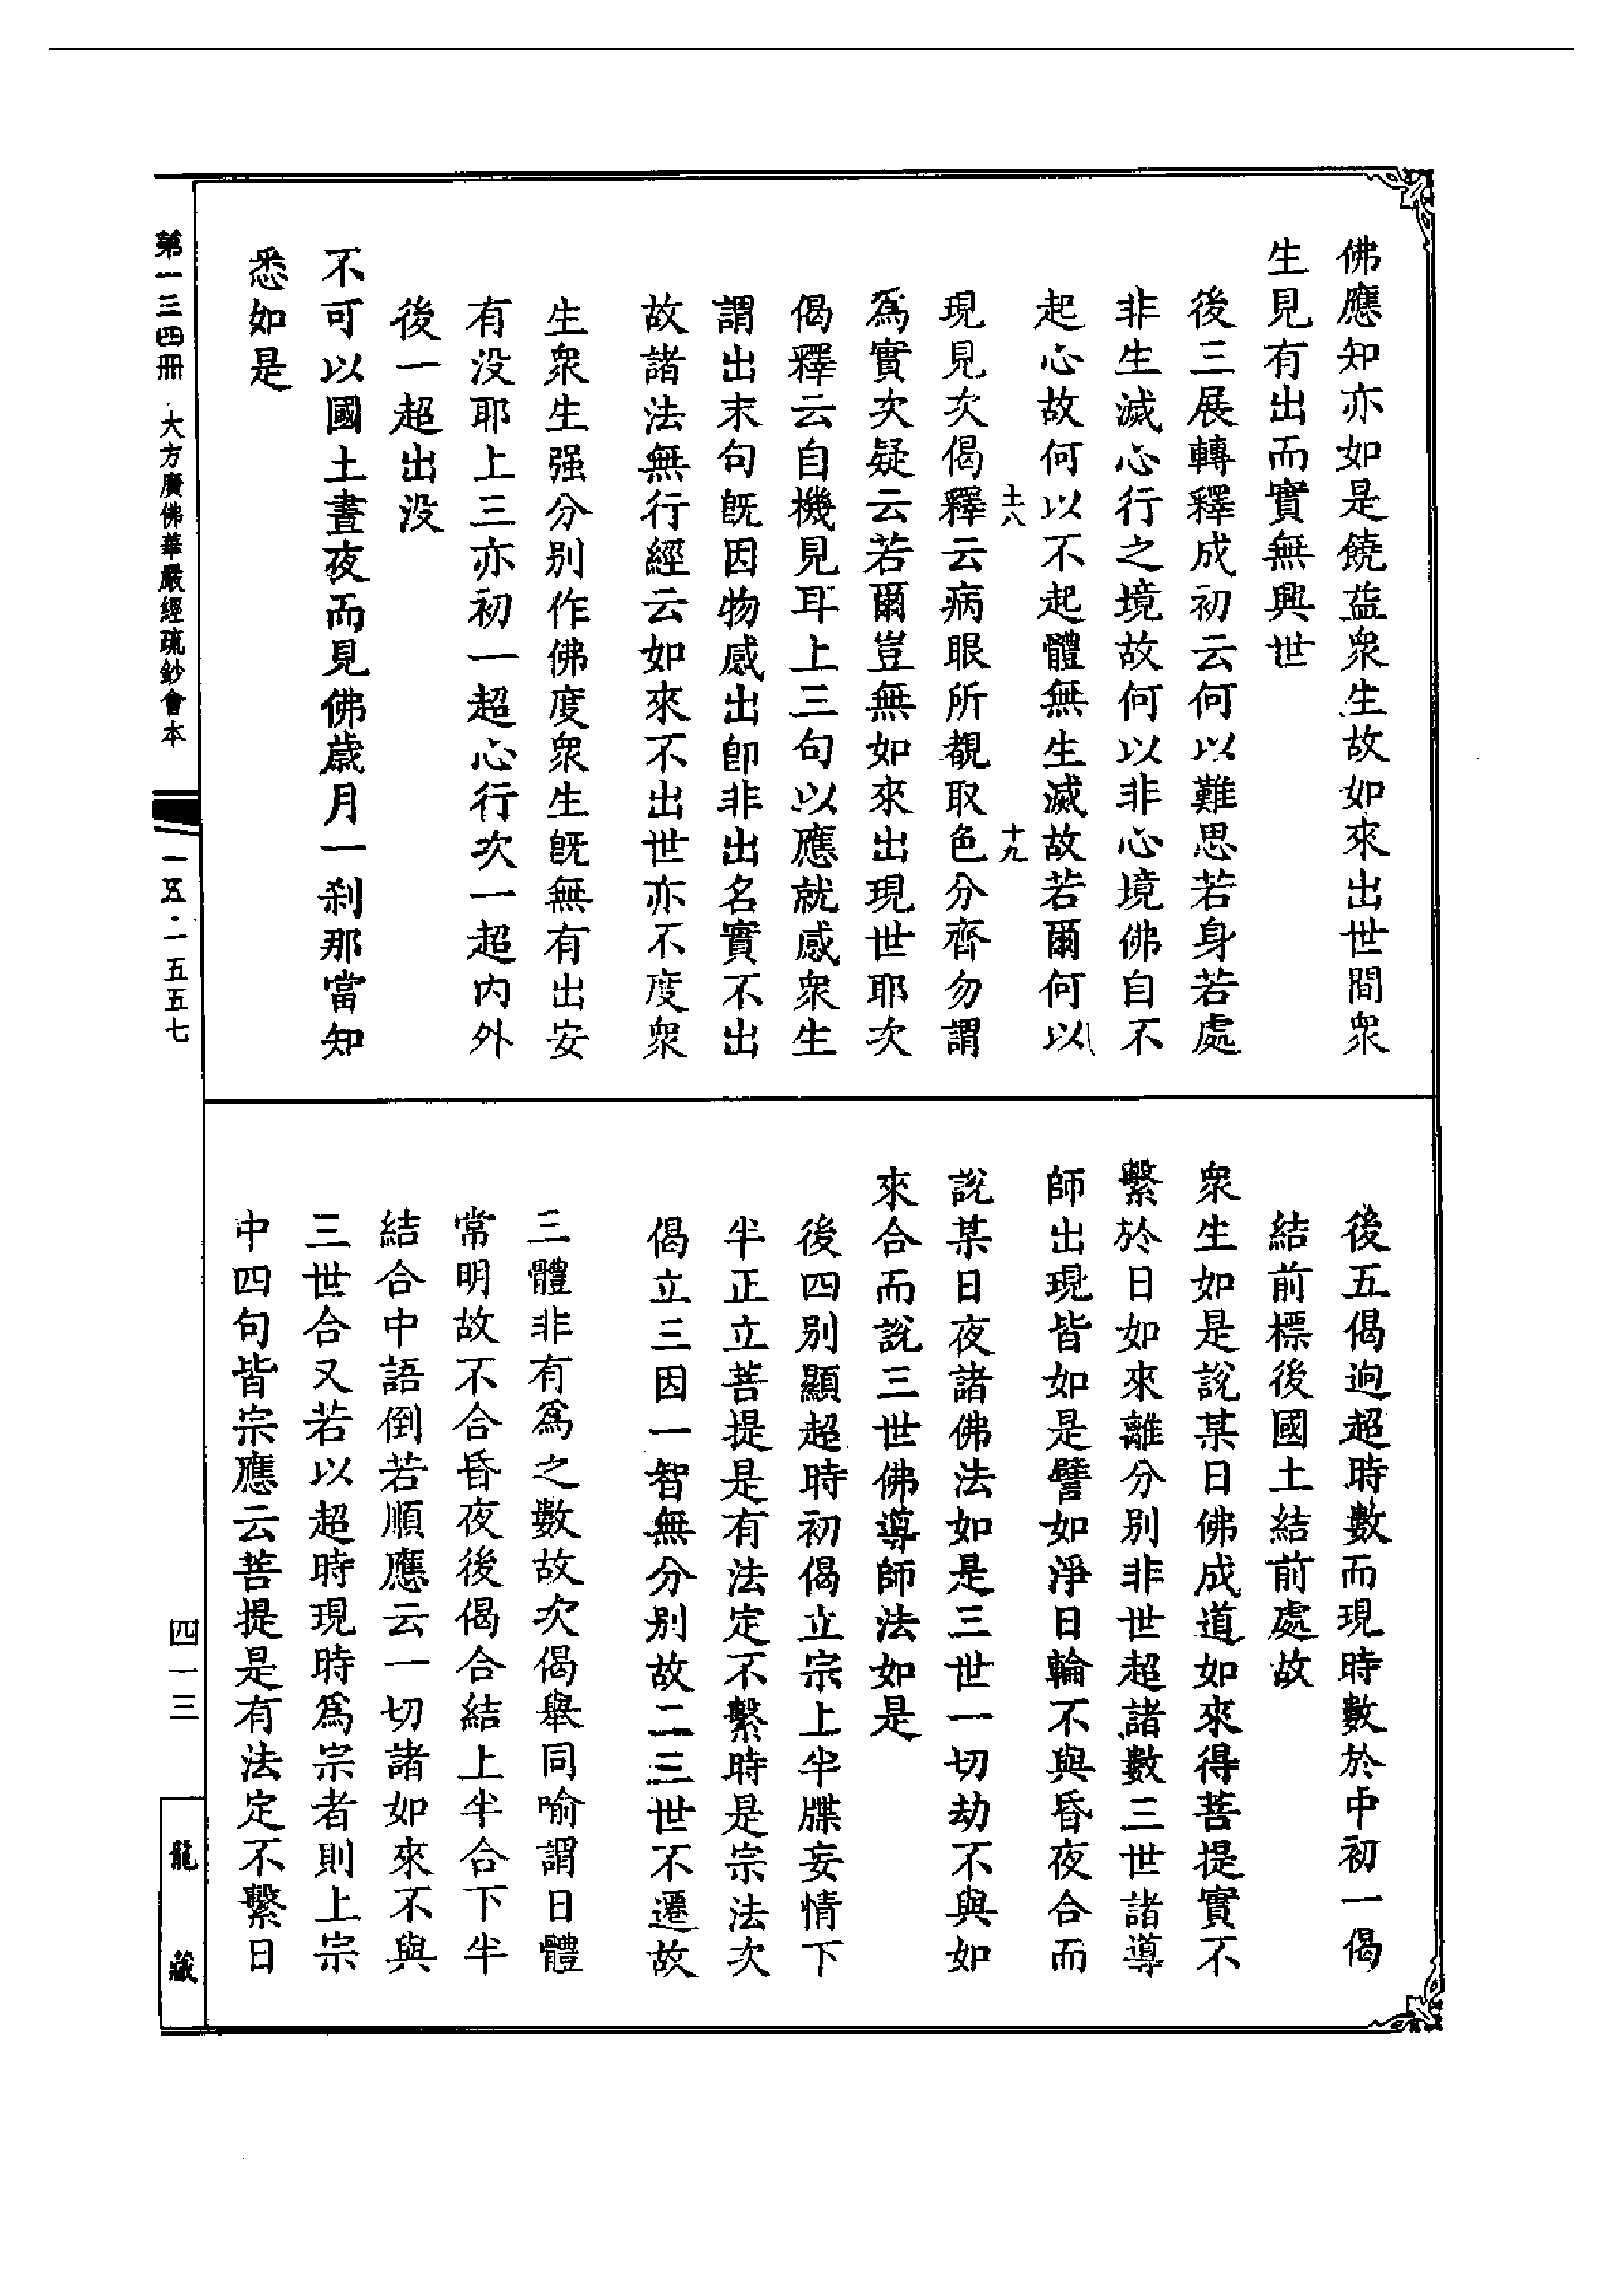 佛應知亦如是饒益衆生故如來出世間衆
生見有出而實無興世
後三展轉釋成初云何以難思若身若處
非生滅心行之境故何以非心境佛自不
起心故何以不起體無生滅故若爾何以
十八
十九
現見次偈釋云病眼所覩取色分齊勿謂
爲實次疑云若爾豈無如來出現世耶次
偈釋云自機見耳上三句以應就感衆生
謂出末句旣因物感出卽非出名實不出
故諸法無行經云如來不出世亦不度衆
生衆生强分別作佛度衆生旣無有出安
有没耶上三亦初一超心行次一超内外
後一超出没
不可以國土晝夜而見佛歲月一刹那當知
悉如是
後五偈逈超時數而現時數於中初一偈
結前標後國土結前處故
衆生如是說某日佛成道如來得菩提實不
繫於日如來離分別非世超諸數三世諸導
師出現皆如是譬如淨日輪不與昏夜合而
說某日夜諸佛法如是三世一切劫不與如
來合而說三世佛導師法如是
後四別顯超時初偈立宗上半牒妄情下
半正立菩提是有法定不繫時是宗法次
偈立三因一智無分別故二三世不遷故
三體非有爲之數故次偈舉同喻謂日體
常明故不合昏夜後偈合結上半合下半
結合中語倒若順應云一切諸如來不與
三世合又若以超時現時爲宗者則上宗
中四句皆宗應云菩提是有法定不繫日
第一三四冊 大方廣佛華嚴經疏鈔會本
一五·一五五七
四一三
龍藏